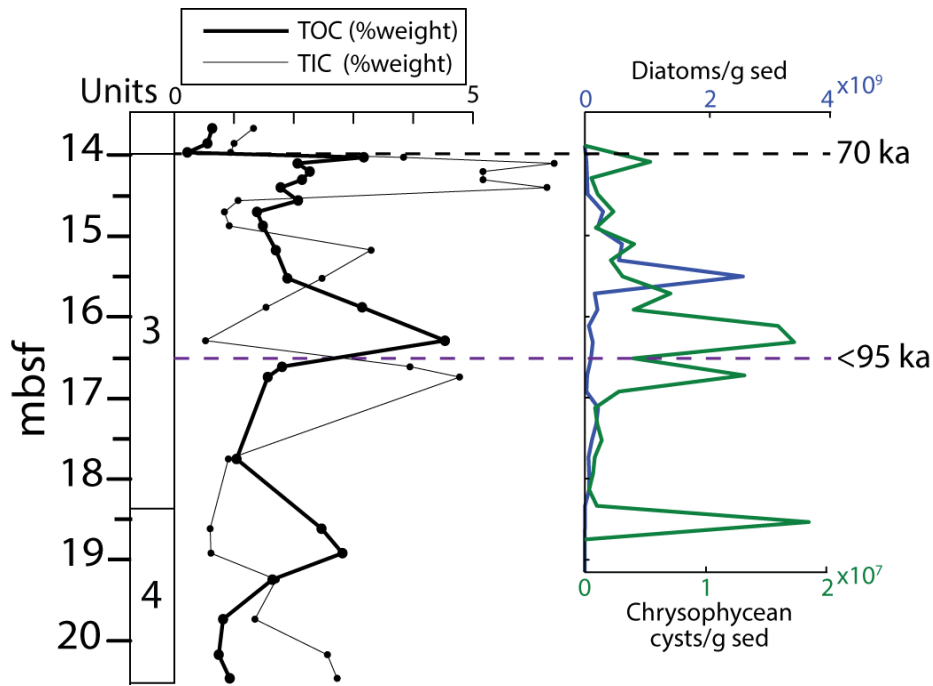 TOC (%weight)
TIC (%weight)
Units
0
5
Diatoms/g sed
0
2
4
x10⁹
14
15
16
17
18
19
20
mbsf
3
4
70 ka
<95 ka
0
1
2
x10⁷
Chrysophycean
cysts/g sed